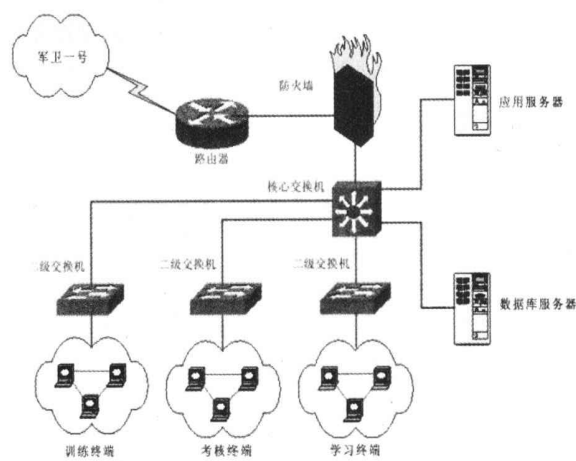 军卫一号
防火墙
应用服务器
路由器
核心交换机
二级交换机
二级交换机
二级交换机
数据库服务器
训练终端
考核终端
学习终端